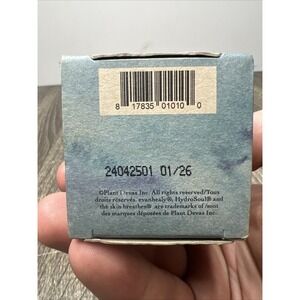 8 17835 01010 0
24042501 01/26
©Plant Devas Inc. All rights reserved/Tous
droits réservés. evanhealy®, HydroSoul® and
the skin breathes® are trademarks of /sont
des marques déposées de Plant Devas Inc.